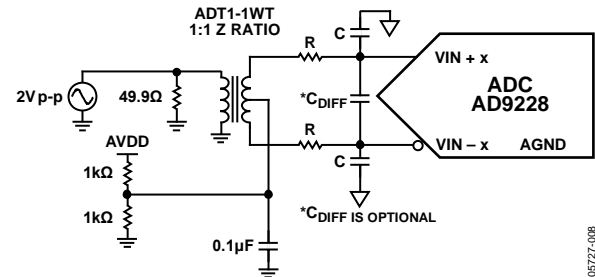 ADT1-1WT
1:1 Z RATIO
C
R
VIN + x
ADC
AD9228
2V p-p
49.9Ω
*CDIFF
R
VIN – x
AGND
AVDD
C
1kΩ
1kΩ
*CDIFF IS OPTIONAL
0.1µF
05727-008